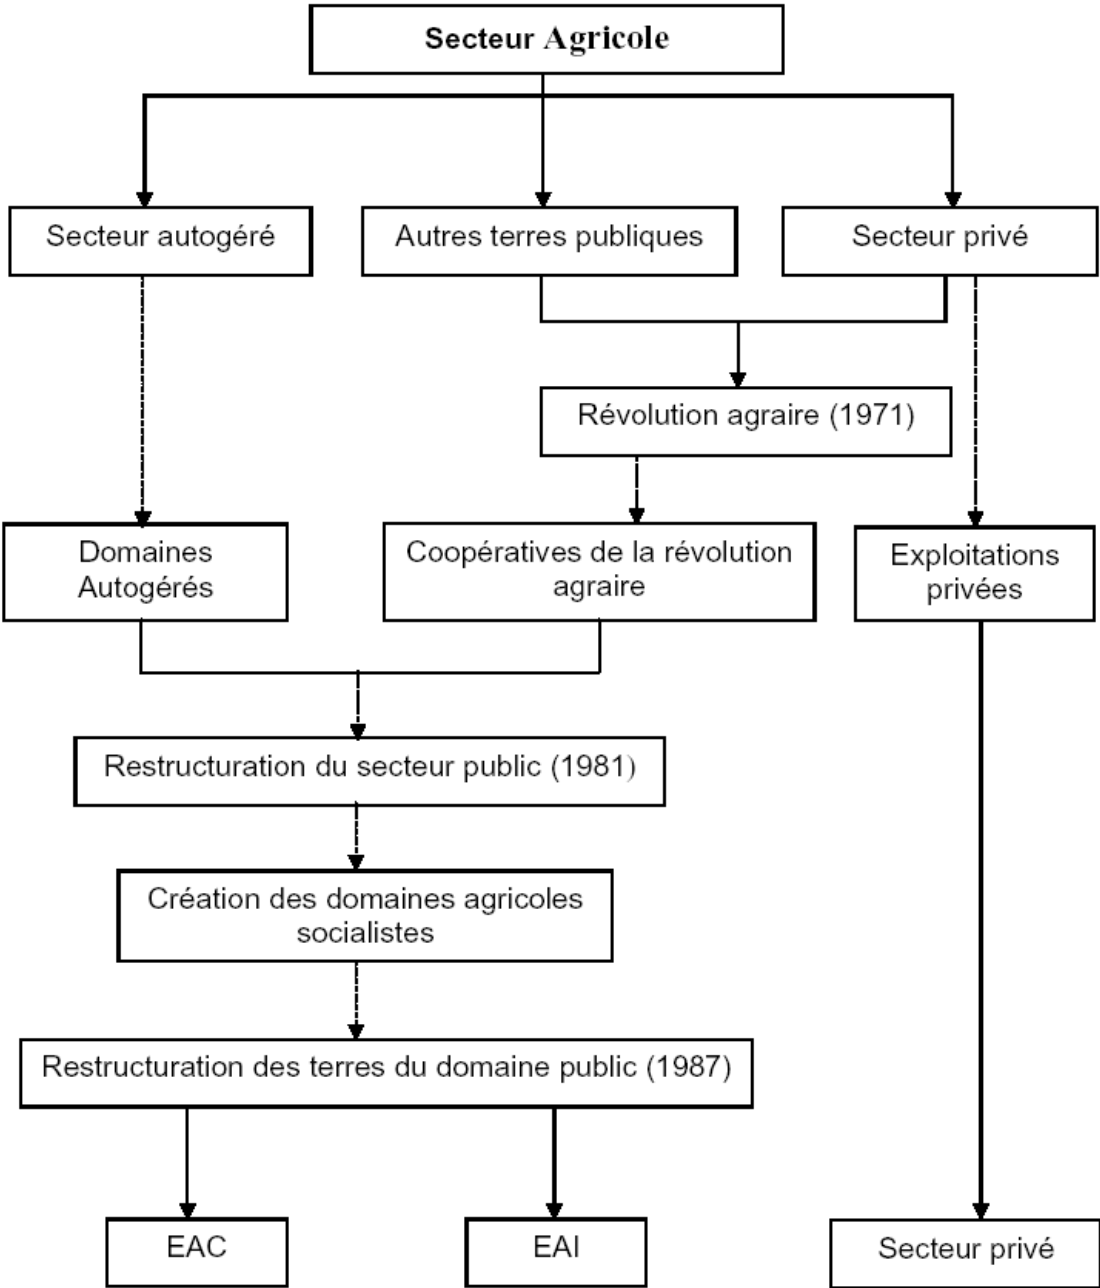 Secteur Agricole
Secteur autogéré
Autres terres publiques
Secteur privé
Révolution agraire (1971)
Domaines
Autogérés
Coopératives de la révolution
agraire
Exploitations
privées
Restructuration du secteur public (1981)
Création des domaines agricoles
socialistes
Restructuration des terres du domaine public (1987)
EAC
EAI
Secteur privé